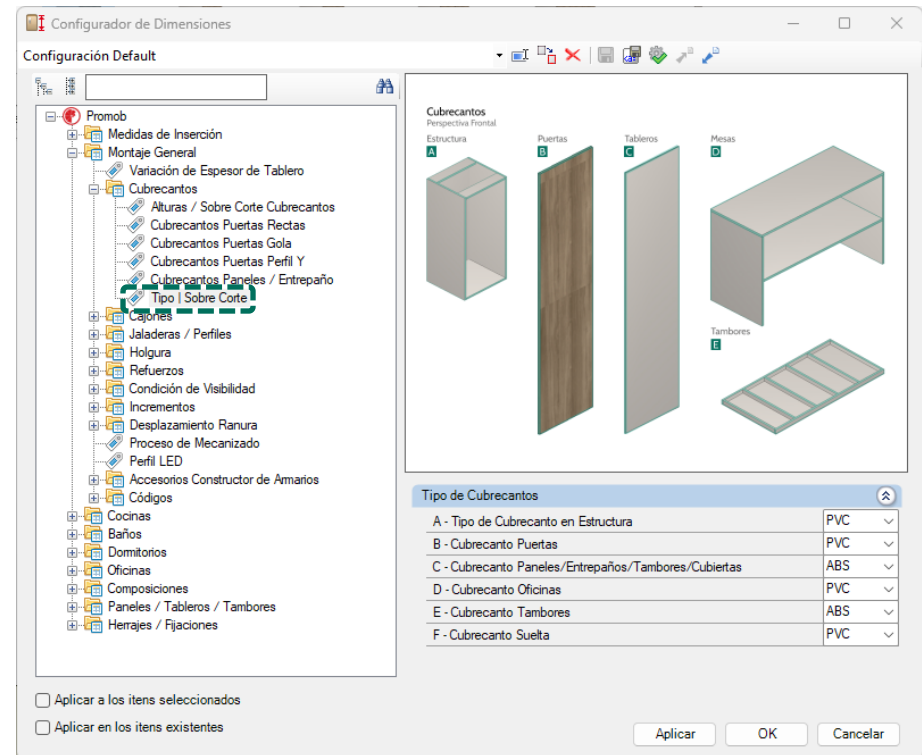 Configurador de Dimensiones
Configuración Default
Promob
Medidas de Inserción
Montaje General
Variación de Espesor de Tablero
Cubrecantos
Alturas / Sobre Corte Cubrecantos
Cubrecantos Puertas Rectas
Cubrecantos Puertas Gola
Cubrecantos Puertas Perfil Y
Cubrecantos Paneles / Entrepaño
Tipo | Sobre Corte
Cajones
Jaladeras / Perfiles
Holgura
Refuerzos
Condición de Visibilidad
Incrementos
Desplazamiento Ranura
Proceso de Mecanizado
Perfil LED
Accesorios Constructor de Armarios
Códigos
Cocinas
Baños
Dormitorios
Oficinas
Composiciones
Paneles / Tableros / Tambores
Herrajes / Fijaciones
Cubrecantos
Perspectiva Frontal
Estructura
A
Puertas
B
Tableros
C
Mesas
D
Tambores
E
Tipo de Cubrecantos
A - Tipo de Cubrecanto en Estructura PVC
B - Cubrecanto Puertas PVC
C - Cubrecanto Paneles/Entrepaños/Tambores/Cubiertas ABS
D - Cubrecanto Oficinas PVC
E - Cubrecanto Tambores ABS
F - Cubrecanto Suelta PVC
Aplicar a los itens seleccionados
Aplicar en los itens existentes
Aplicar OK Cancelar